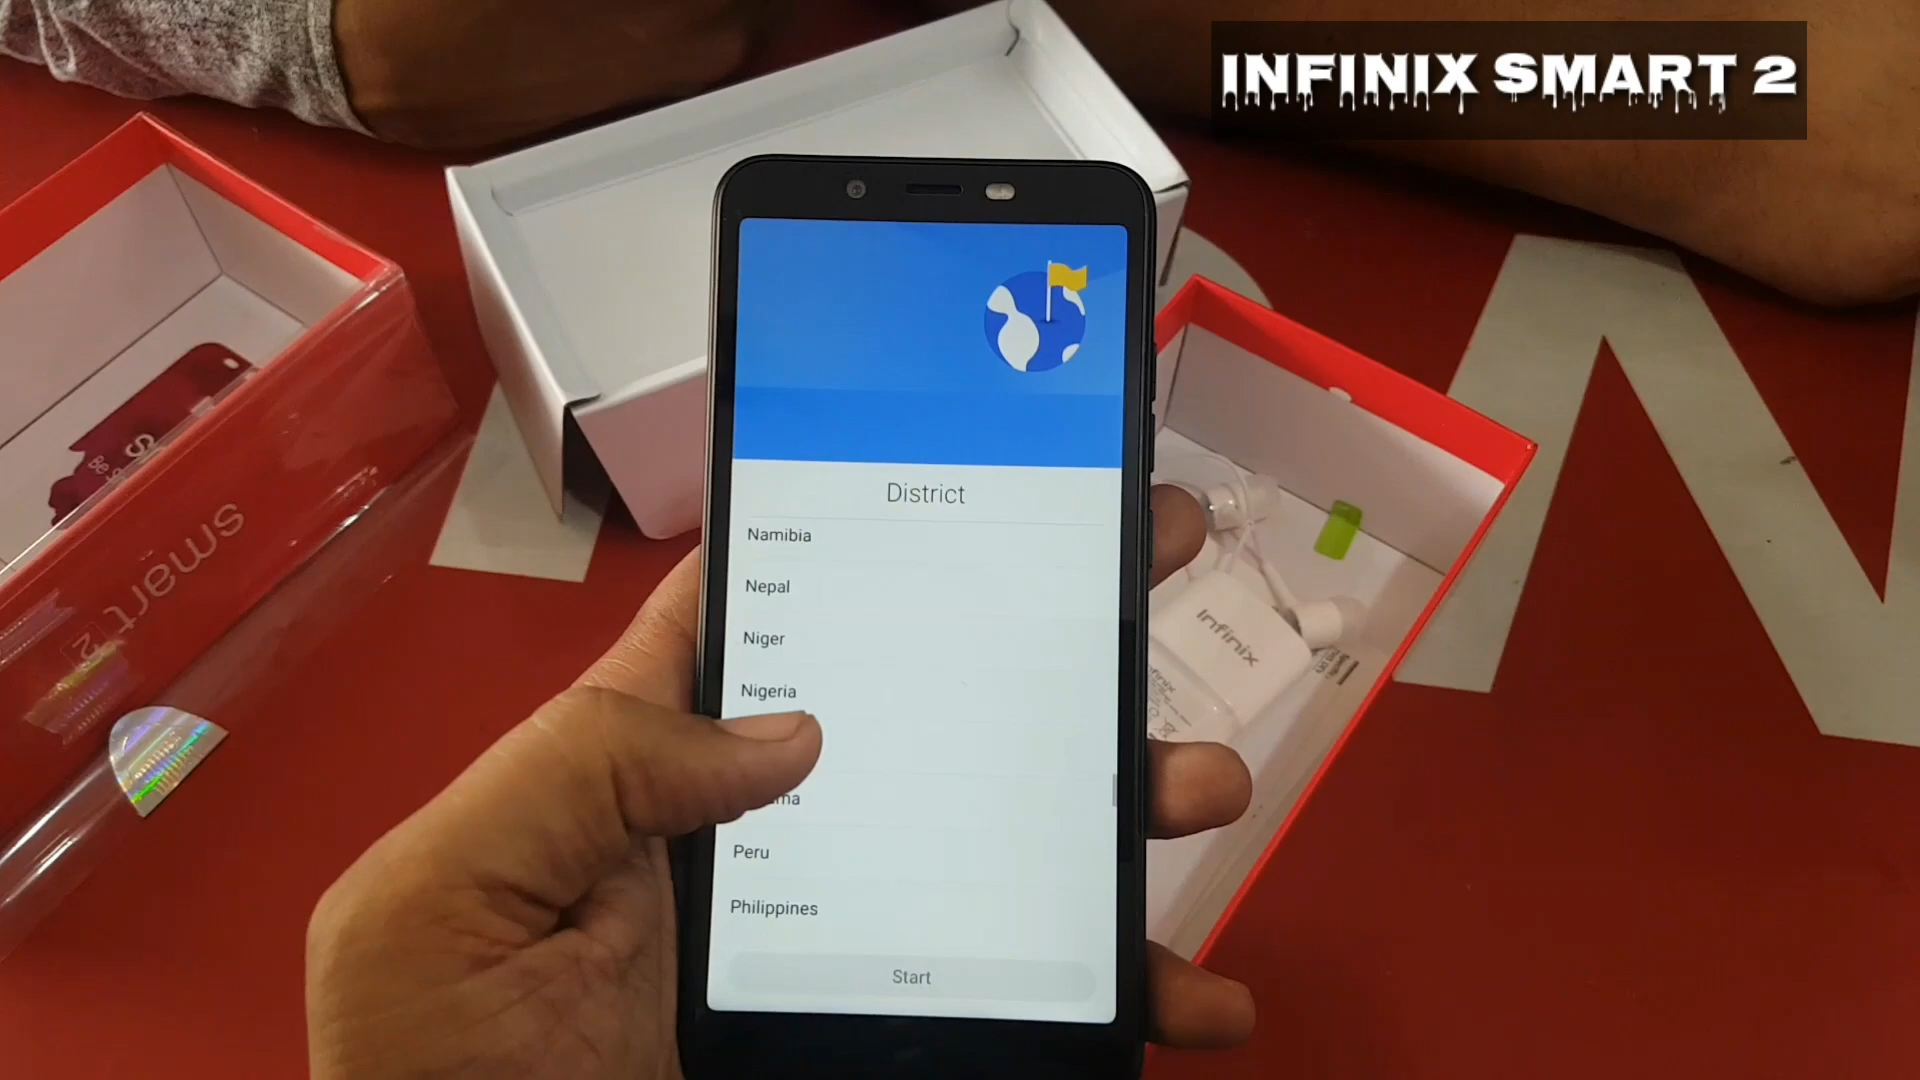 INFINIX SMART 2
District
Namibia
Nepal
Niger
Nigeria
Peru
Philippines
Start
Infinix
smart 2